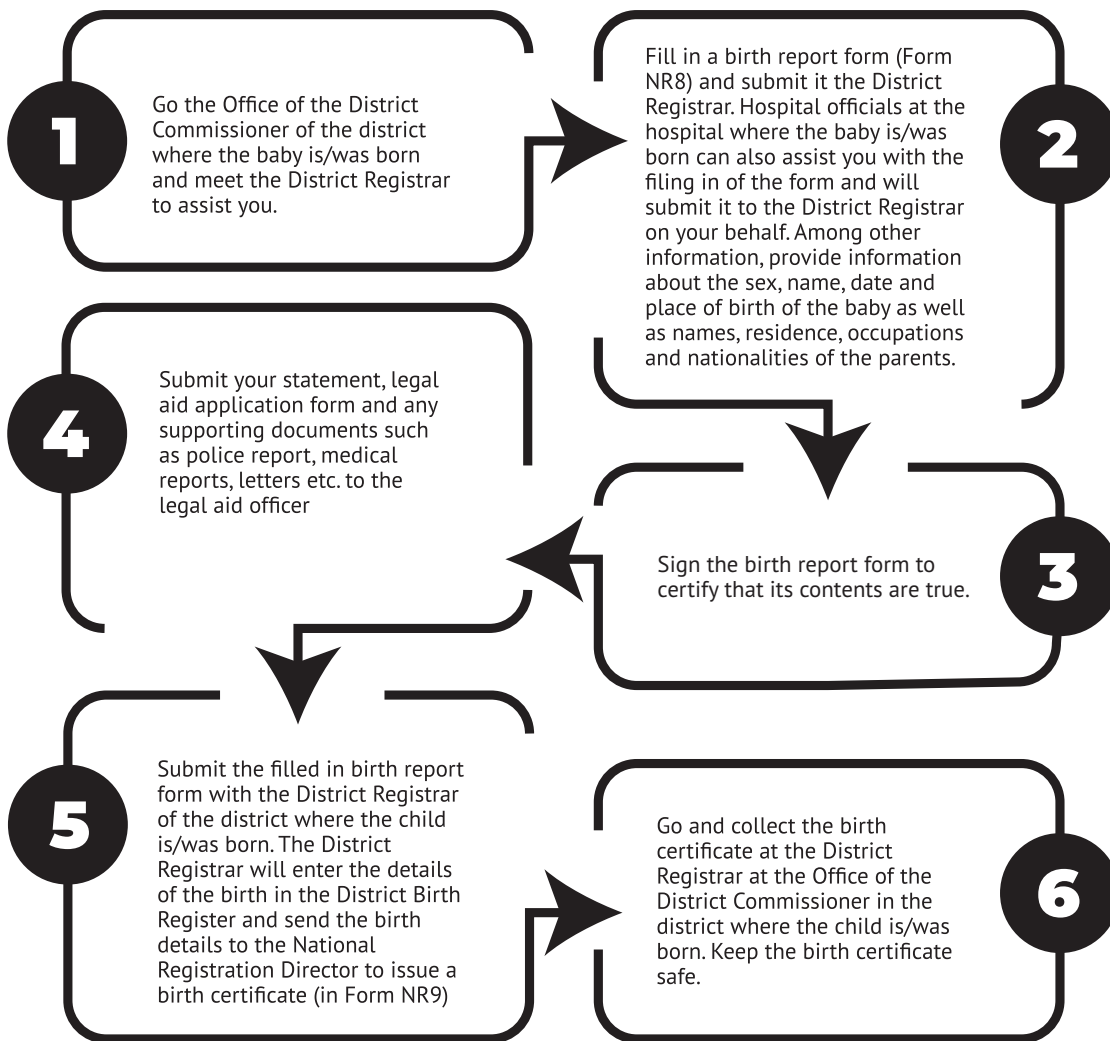 1
Go the Office of the District
Commissioner of the district
where the baby is/was born
and meet the District Registrar
to assist you.
2
Fill in a birth report form (Form
NR8) and submit it the District
Registrar. Hospital officials at the
hospital where the baby is/was
born can also assist you with the
filing in of the form and will
submit it to the District Registrar
on your behalf. Among other
information, provide information
about the sex, name, date and
place of birth of the baby as well
as names, residence, occupations
and nationalities of the parents.
3
Sign the birth report form to
certify that its contents are true.
4
Submit your statement, legal
aid application form and any
supporting documents such
as police report, medical
reports, letters etc. to the
legal aid officer
5
Submit the filled in birth report
form with the District Registrar
of the district where the child
is/was born. The District
Registrar will enter the details
of the birth in the District Birth
Register and send the birth
details to the National
Registration Director to issue a
birth certificate (in Form NR9)
6
Go and collect the birth
certificate at the District
Registrar at the Office of the
District Commissioner in the
district where the child is/was
born. Keep the birth certificate
safe.